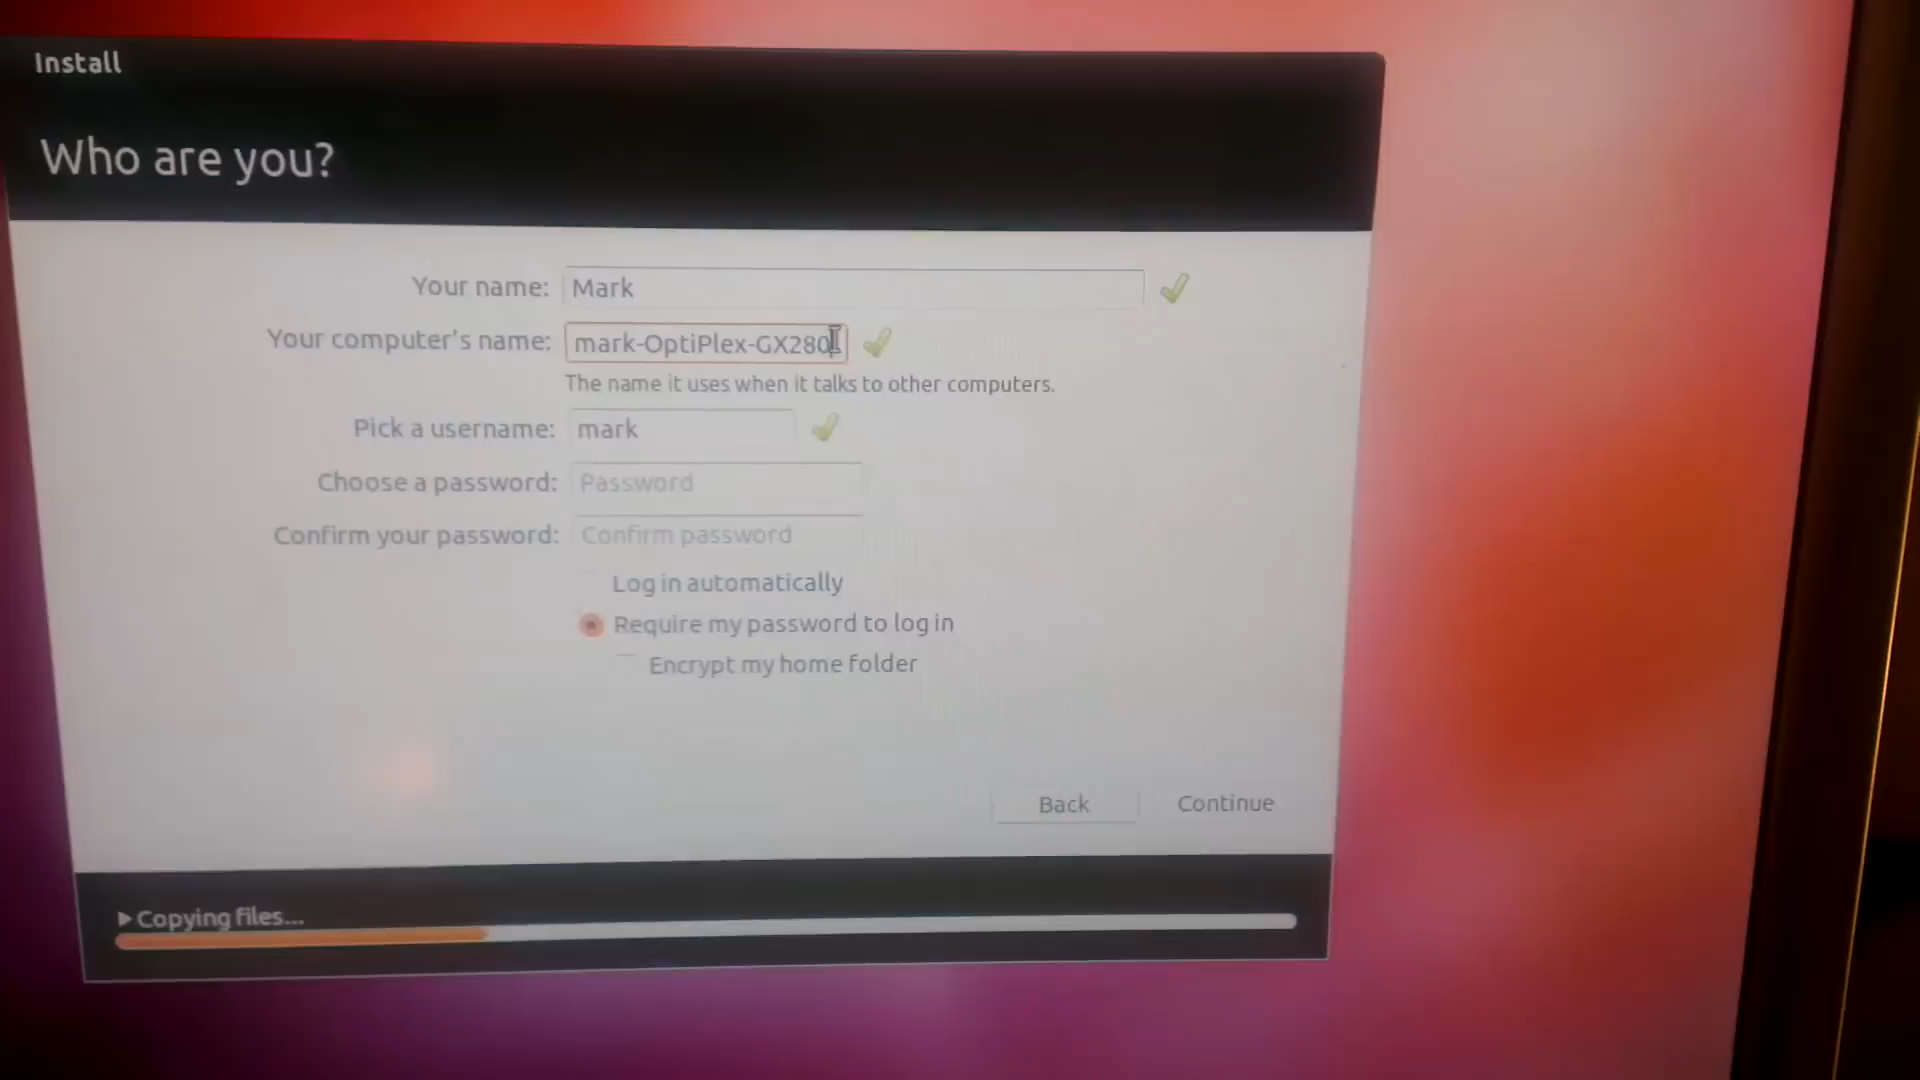 Install
Who are you?
Your name: Mark
Your computer's name: mark-OptiPlex-GX280
The name it uses when it talks to other computers.
Pick a username: mark
Choose a password: Password
Confirm your password: Confirm password
Log in automatically
Require my password to log in
Encrypt my home folder
Back Continue
Copying files...